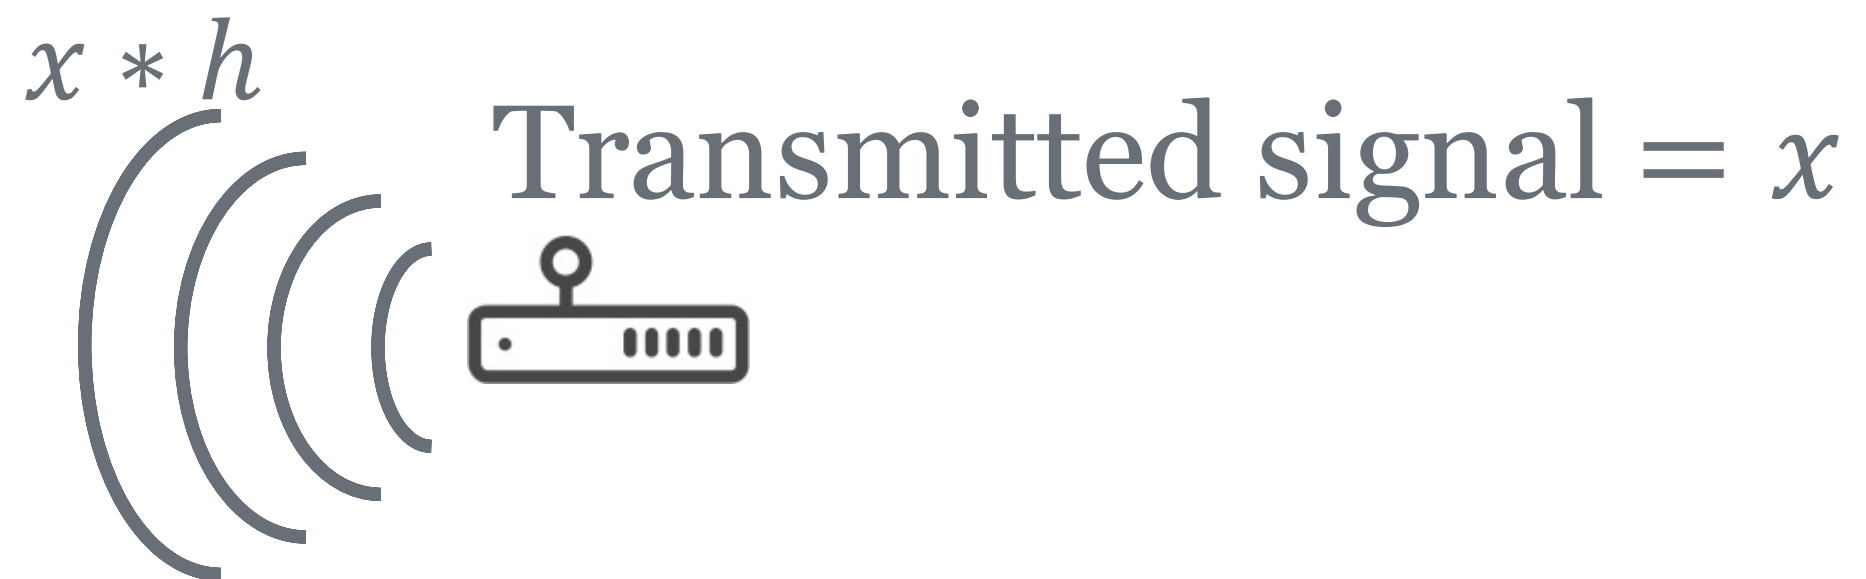 x * h
Transmitted signal = x